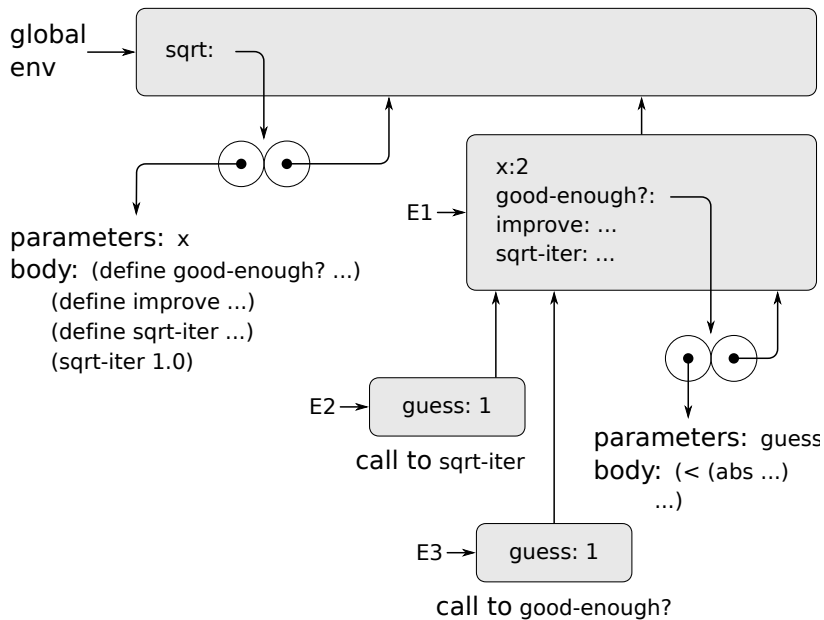 global
env
sqrt:
x:2
good-enough?:
improve: ...
sqrt-iter: ...
E1
parameters: x
body: (define good-enough? ...)
(define improve ...)
(define sqrt-iter ...)
(sqrt-iter 1.0)
E2
guess: 1
call to sqrt-iter
parameters: guess
body: (< (abs ...)
...)
E3
guess: 1
call to good-enough?